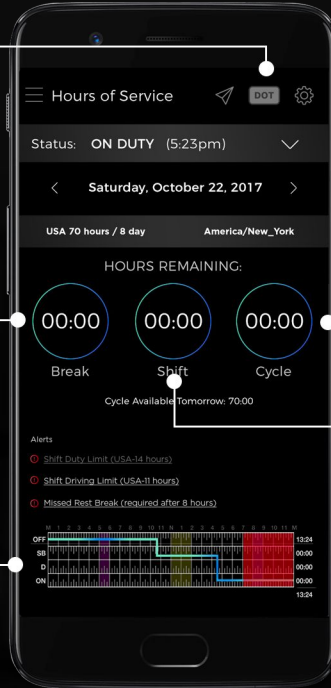 Hours of Service DOT
Status: ON DUTY (5:23pm)
< Saturday, October 22, 2017 >
USA 70 hours / 8 day America/New_York
HOURS REMAINING:
00:00 00:00 00:00
Break Shift Cycle
Cycle Available Tomorrow: 70:00
Alerts
Shift Duty Limit (USA-14 hours)
Shift Driving Limit (USA-11 hours)
Missed Rest Break (required after 8 hours)
M 1 2 3 4 5 6 7 8 9 10 11 N 1 2 3 4 5 6 7 8 9 10 11 M
OFF 13:24
SB 00:00
D 00:00
ON 00:00
13:24